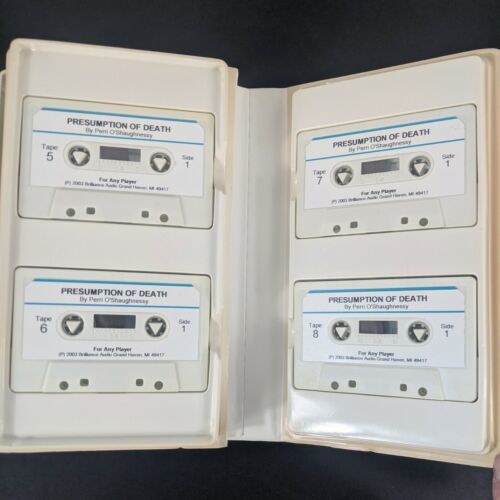 PRESUMPTION OF DEATH
By Perri O'Shaughnessy
Tape
5
Side
1
For Any Player
(P) 2003 Brilliance Audio Grand Haven, MI 49417
PRESUMPTION OF DEATH
By Perri O'Shaughnessy
Tape
6
Side
1
For Any Player
(P) 2003 Brilliance Audio Grand Haven, MI 49417
PRESUMPTION OF DEATH
By Perri O'Shaughnessy
Tape
7
Side
1
For Any Player
(P) 2003 Brilliance Audio Grand Haven, MI 49417
PRESUMPTION OF DEATH
By Perri O'Shaughnessy
Tape
8
Side
1
For Any Player
(P) 2003 Brilliance Audio Grand Haven, MI 49417